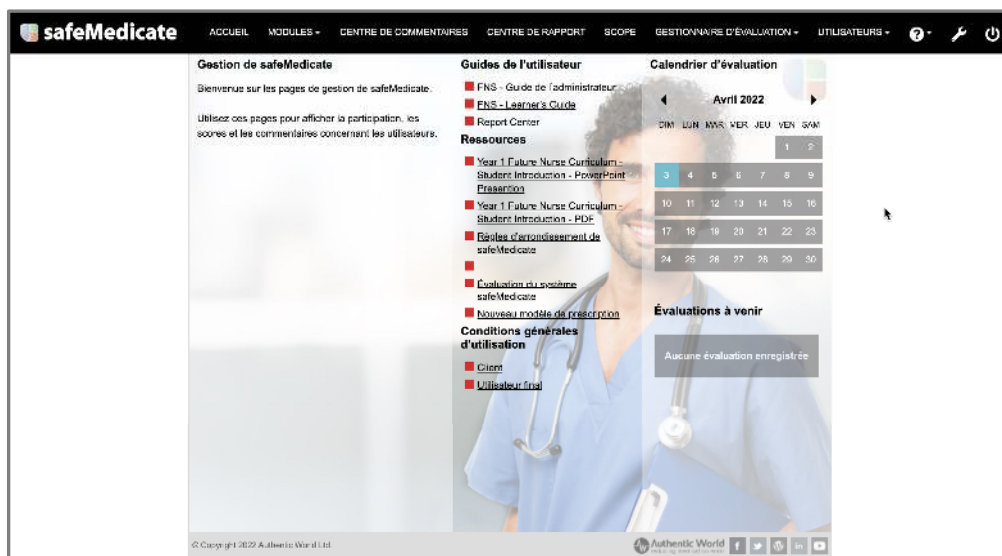 safeMedicate
ACCUEIL MODULES CENTRE DE COMMENTAIRES CENTRE DE RAPPORT SCOPE GESTIONNAIRE D'ÉVALUATION UTILISATEURS
Gestion de safeMedicate
Bienvenue sur les pages de gestion de safeMedicate.
Utilisez ces pages pour afficher la participation, les
scores et les commentaires concernant les utilisateurs.
Guides de l'utilisateur
FNS - Guide de l'administrateur
FNS - Learner's Guide
Report Center
Ressources
Year 1 Future Nurse Curriculum -
Student Introduction - PowerPoint
Presention
Year 1 Future Nurse Curriculum -
Student Introduction - PDF
Règles d'arrondissement de
safeMedicate
Évaluation du système
safeMedicate
Nouveau modèle de prescription
Conditions générales
d'utilisation
Client
Utilisateur final
Calendrier d'évaluation
Avril 2022
DIM LUN MAR MER JEU VEN SAM
1 2
3 4 5 6 7 8 9
10 11 12 13 14 15 16
17 18 19 20 21 22 23
24 25 26 27 28 29 30
Évaluations à venir
Aucune évaluation enregistrée
© Copyright 2022 Authentic World Ltd.
Authentic World